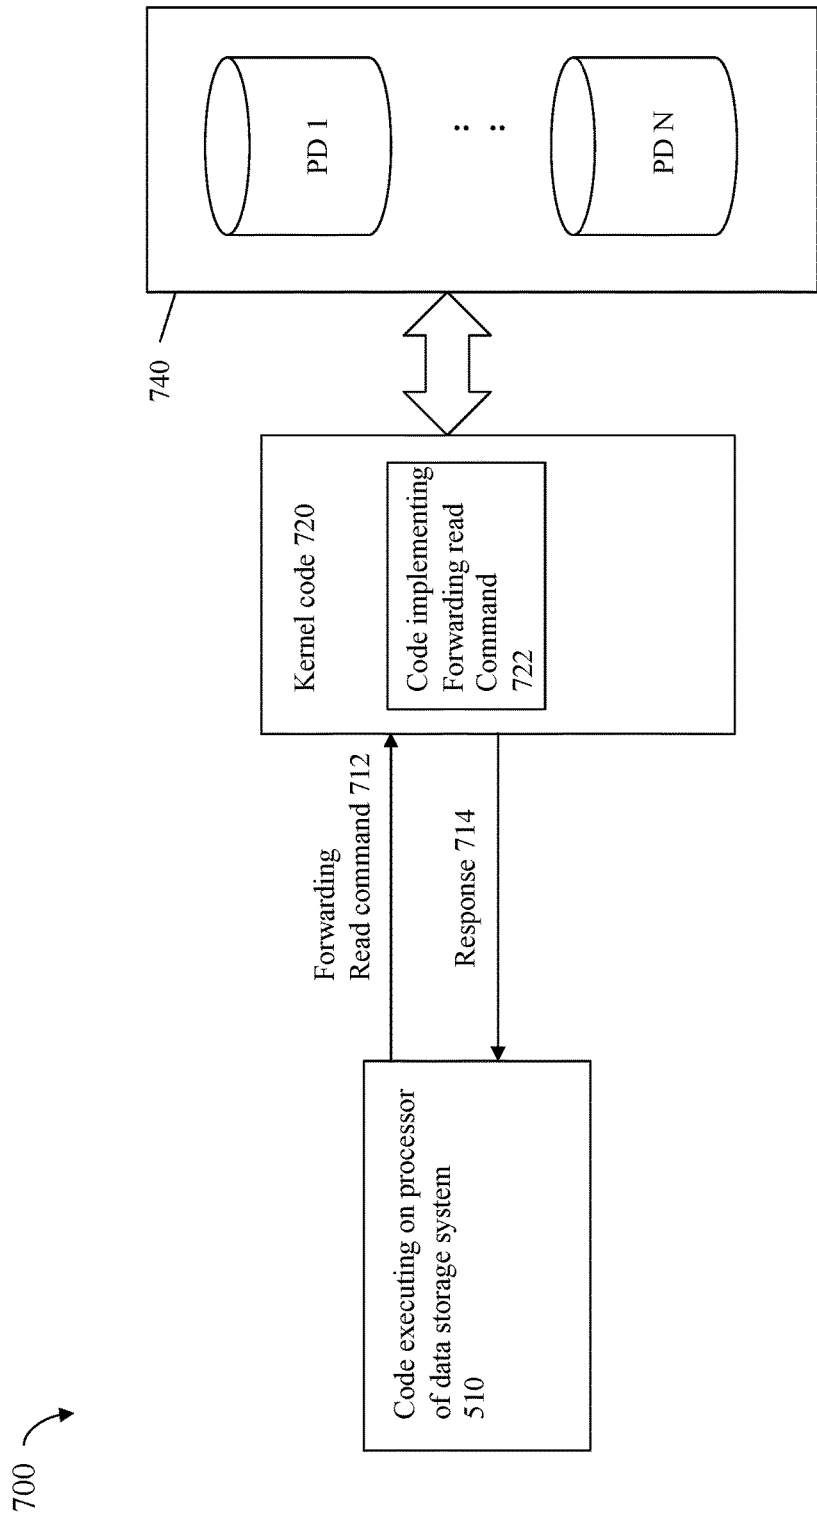 700
Code executing on processor
of data storage system
510
Forwarding
Read command 712
Response 714
Kernel code 720
Code implementing
Forwarding read
Command
722
740
PD 1
PD N